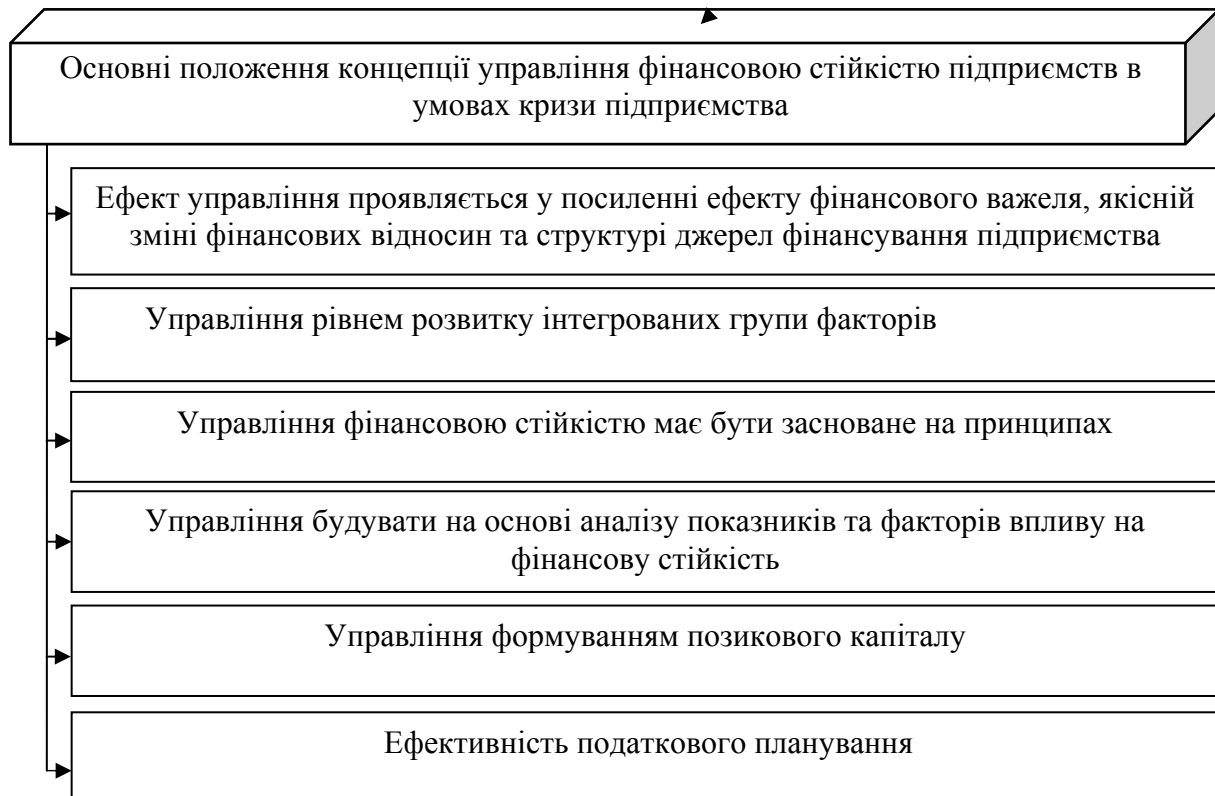 Основні положення концепції управління фінансовою стійкістю підприємств в
умовах кризи підприємства
Ефект управління проявляється у посиленні ефекту фінансового важеля, якісній
зміні фінансових відносин та структурі джерел фінансування підприємства
Управління рівнем розвитку інтегрованих групи факторів
Управління фінансовою стійкістю має бути засноване на принципах
Управління будувати на основі аналізу показників та факторів впливу на
фінансову стійкість
Управління формуванням позикового капіталу
Ефективність податкового планування